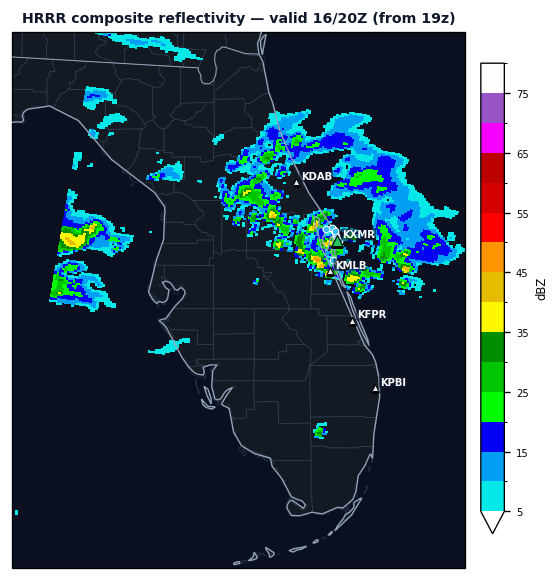 HRRR composite reflectivity — valid 16/20Z (from 19z)
KDAB
KXMR
KMLB
KFPR
KPBI
75
65
55
45
35
25
15
5
dBZ